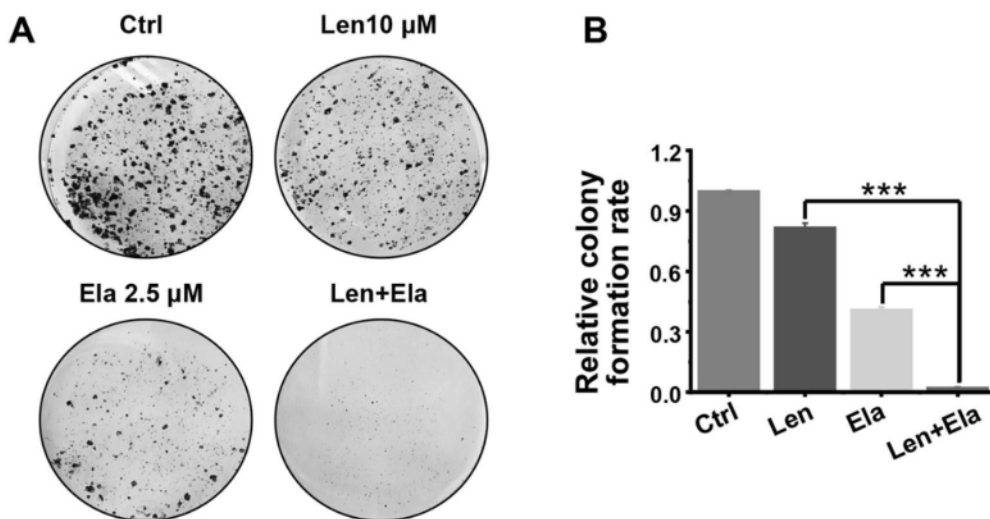 A
Ctrl
Len10 µM
Ela 2.5 µM
Len+Ela
B
Relative colony
formation rate
1.2
0.9
0.6
0.3
0.0
***
***
Ctrl
Len
Ela
Len+Ela